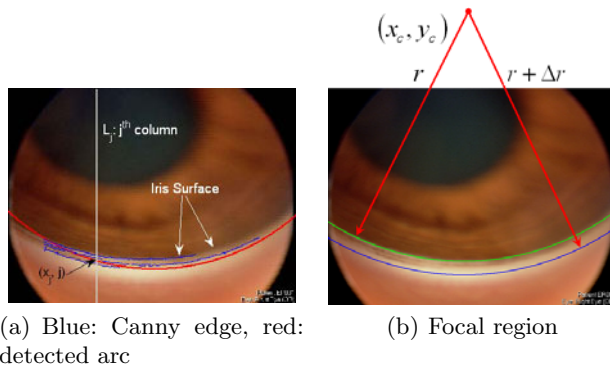 (x_c, y_c)
r
r + Δr
L_j: j^th column
Iris Surface
(x_j, j)
(a) Blue: Canny edge, red:
detected arc
(b) Focal region